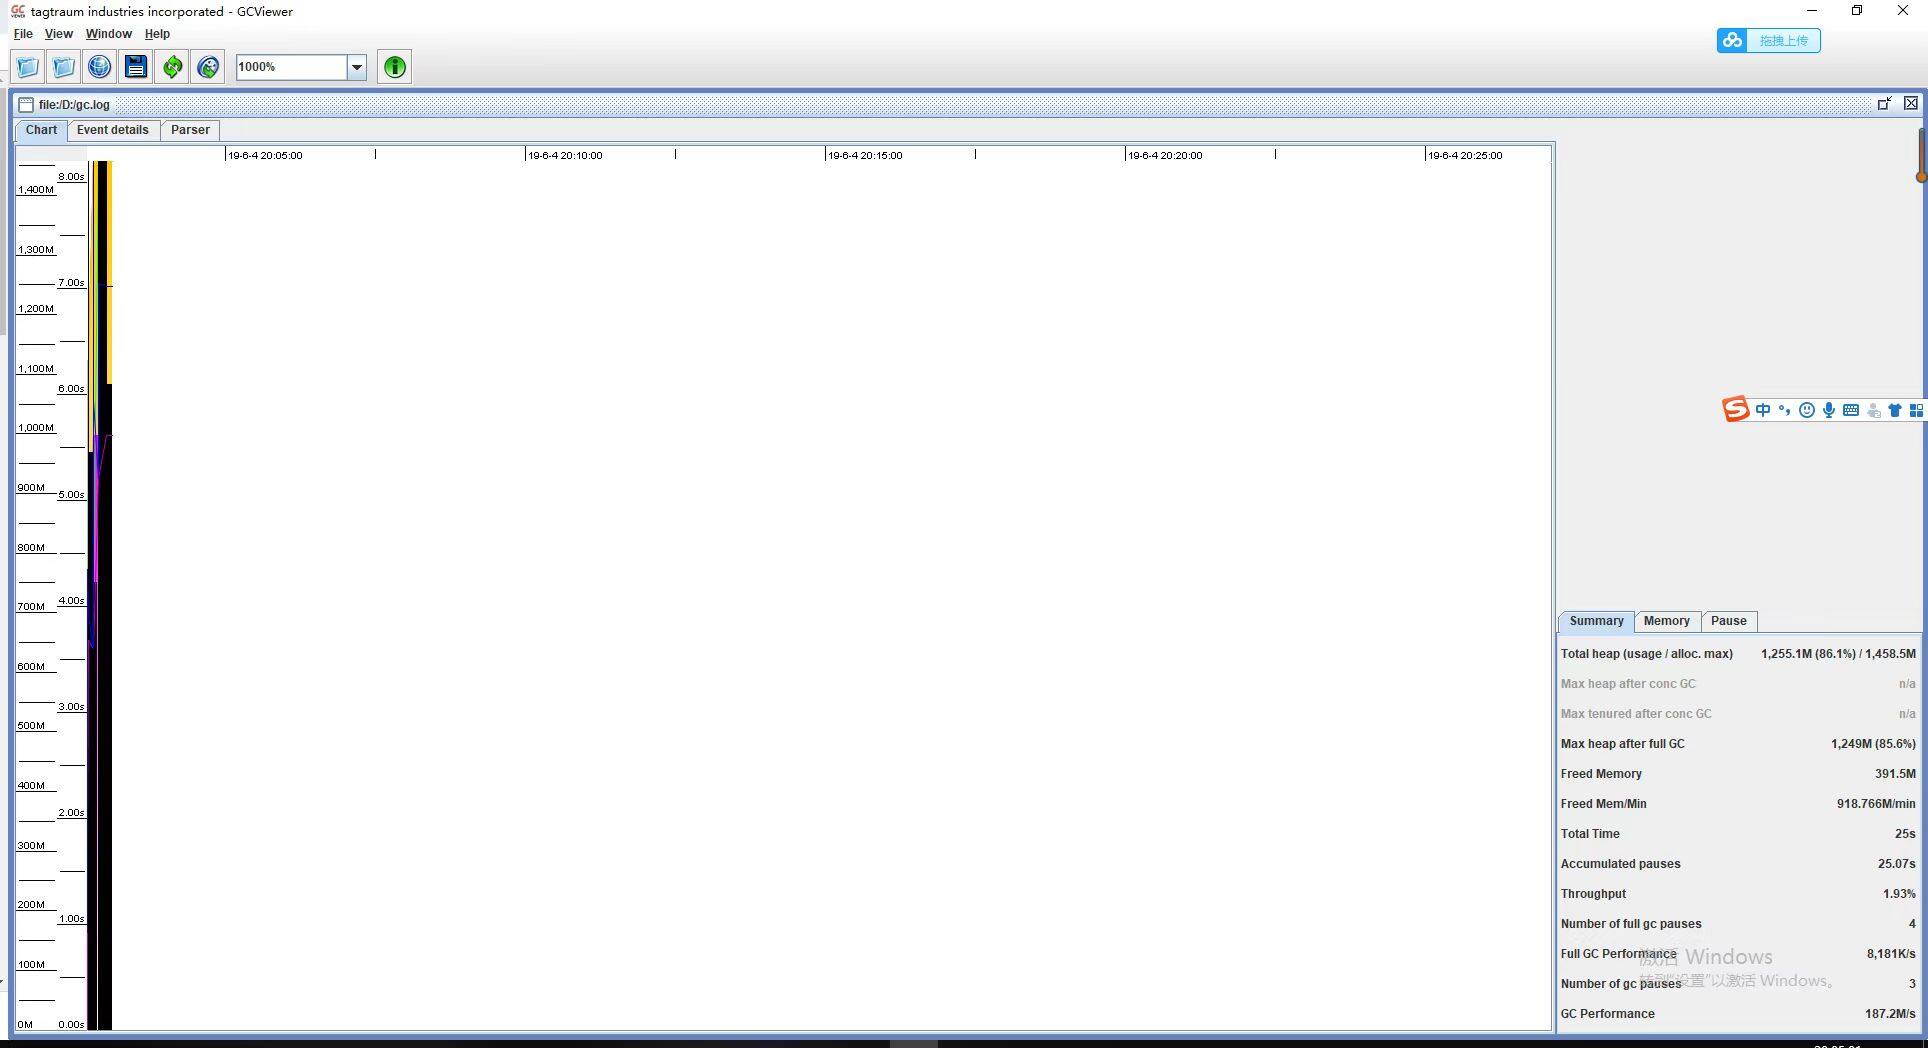 GC VIEWER tagtraum industries incorporated - GCViewer
File View Window Help
拖拽上传
1000%
file:/D:/gc.log
Chart Event details Parser
19-6-4 20:05:00 19-6-4 20:10:00 19-6-4 20:15:00 19-6-4 20:20:00 19-6-4 20:25:00
8.00s
1,400M
1,300M
7.00s
1,200M
1,100M
6.00s
中
1,000M
900M
5.00s
800M
4.00s
700M
600M
3.00s
500M
400M
2.00s
300M
200M
1.00s
100M
0M 0.00s
Summary Memory Pause
Total heap (usage / alloc. max) 1,255.1M (86.1%) / 1,458.5M
Max heap after conc GC n/a
Max tenured after conc GC n/a
Max heap after full GC 1,249M (85.6%)
Freed Memory 391.5M
Freed Mem/Min 918.766M/min
Total Time 25s
Accumulated pauses 25.07s
Throughput 1.93%
Number of full gc pauses 4
Full GC Performance 8,181K/s
激活 Windows
转到"设置"以激活 Windows。
Number of gc pauses 3
GC Performance 187.2M/s